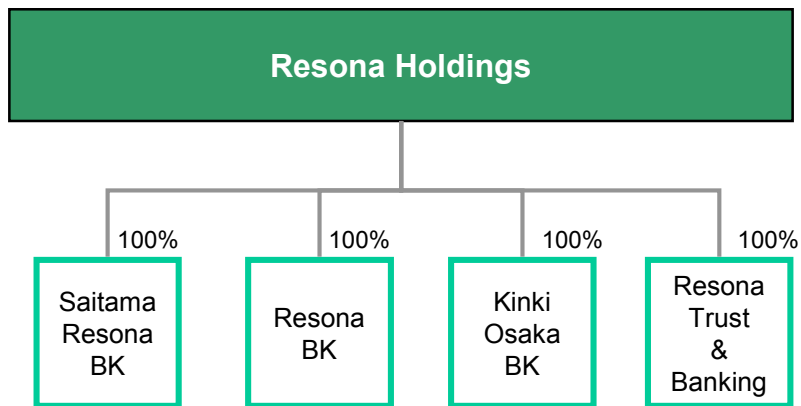 Resona Holdings
100%
100%
100%
100%
Saitama
Resona
BK
Resona
BK
Kinki
Osaka
BK
Resona
Trust
&
Banking